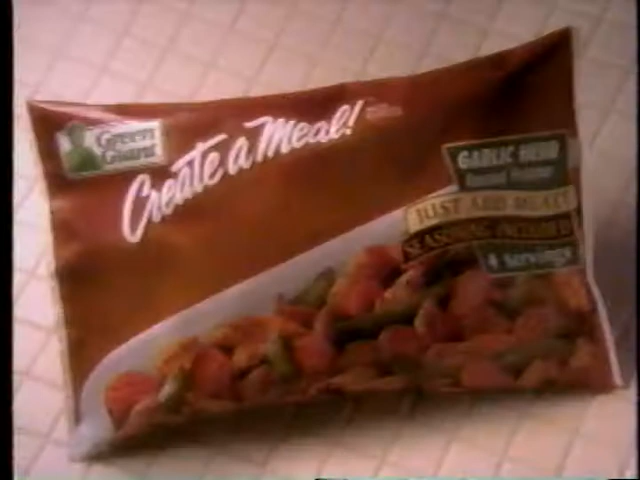 Green
Giant
Create a Meal!
GARLIC HERB
JUST ADD MEAT!
SEASONING INCLUDED
4 Servings